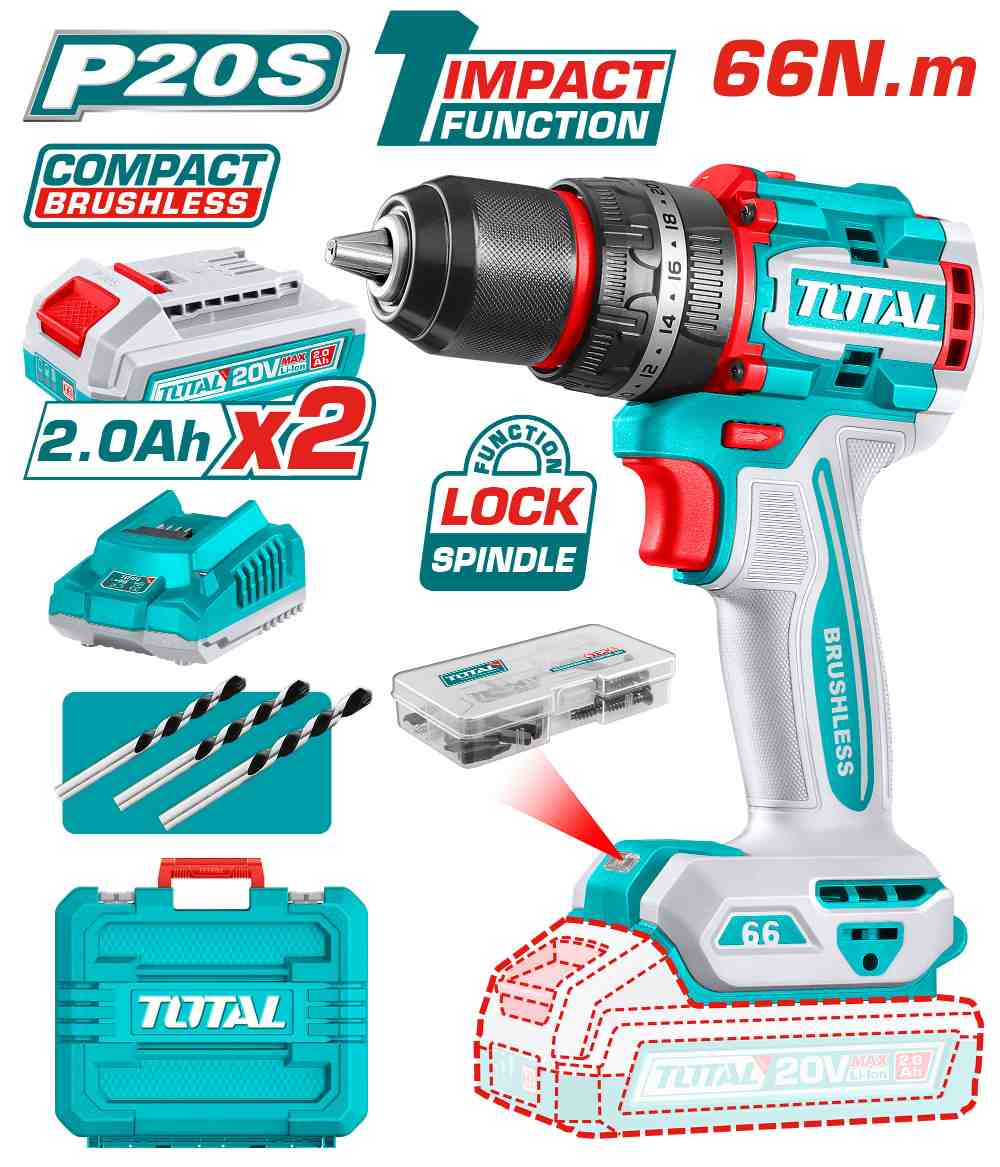 P20S
IMPACT
FUNCTION
66N.m
COMPACT
BRUSHLESS
TOTAL 20V MAX Li-Ion 2.0 Ah
2.0Ah x2
12 14 16 18 20
TOTAL
FUNCTION
LOCK
SPINDLE
BRUSHLESS
TOTAL
66
TOTAL
TOTAL 20V MAX Li-Ion 2.0 Ah